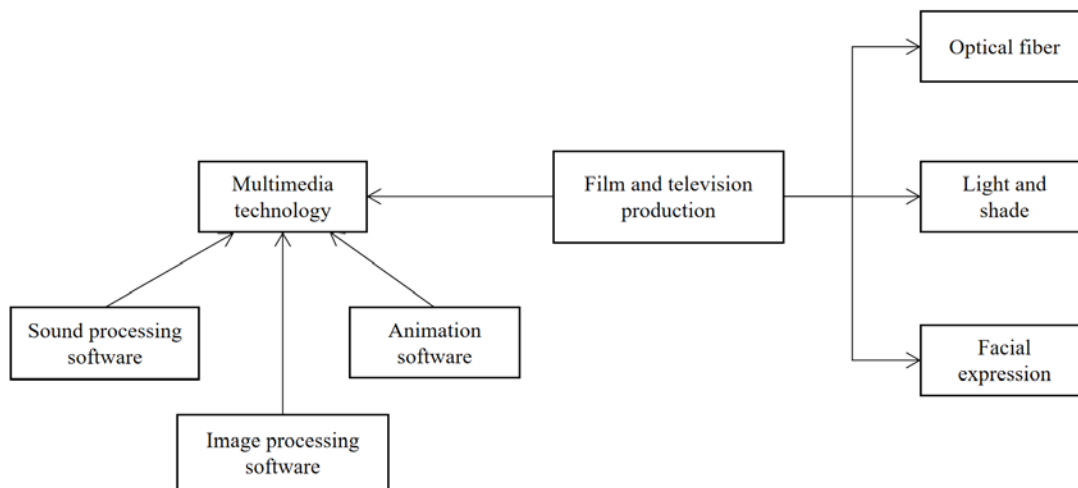 Optical fiber
Multimedia
technology
Film and television
production
Light and
shade
Sound processing
software
Animation
software
Facial
expression
Image processing
software